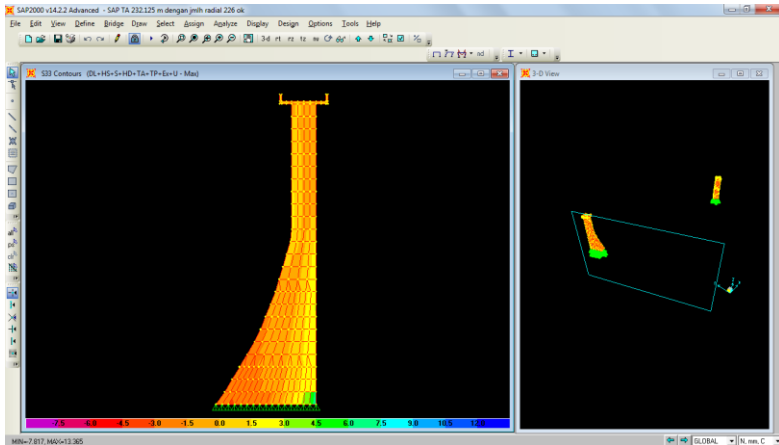 SAP2000 v14.2.2 Advanced - SAP TA 232.125 m dengan jmlh radial 226 ok
File Edit View Define Bridge Draw Select Assign Analyze Display Design Options Tools Help
3-d
nd
S33 Contours (DL+HS+S+HD+TA+TP+Ex+U - Max)
3-D View
-7.5 -6.0 -4.5 -3.0 -1.5 0.0 1.5 3.0 4.5 6.0 7.5 9.0 10.5 12.0
MIN=-7.817, MAX=13.365
GLOBAL
N, mm, C